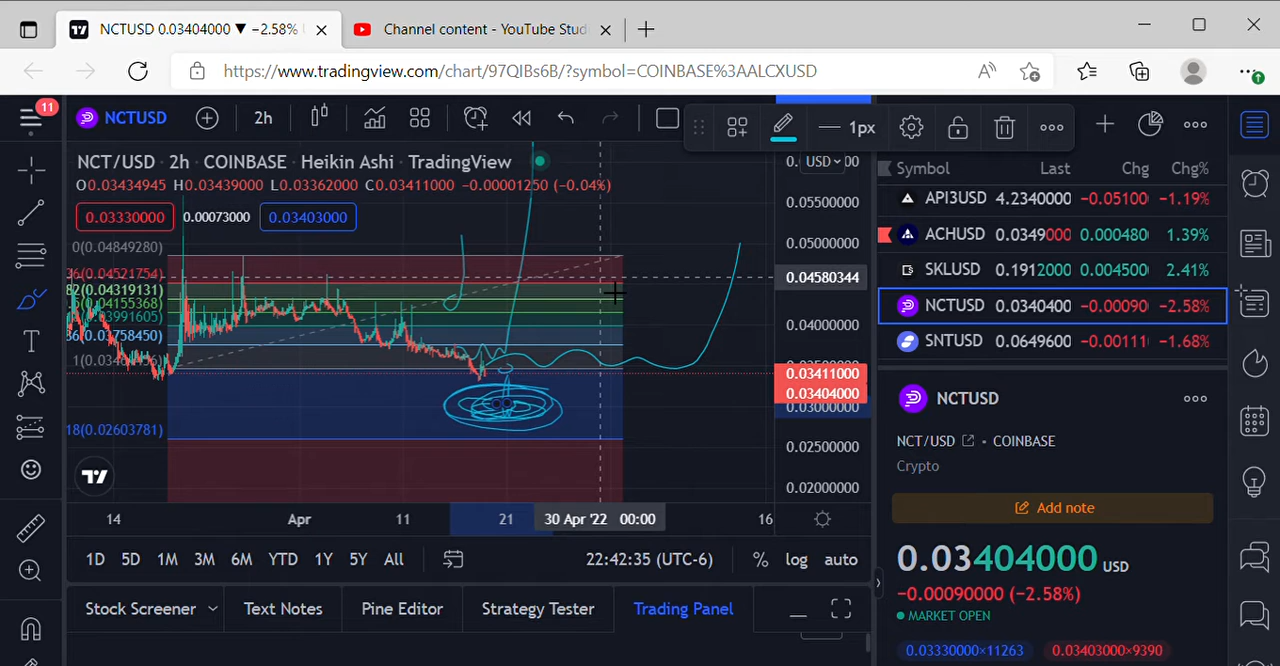 NCTUSD 0.03404000 ▼ −2.58%
Channel content - YouTube Stud
https://www.tradingview.com/chart/97QIBs6B/?symbol=COINBASE%3AALCXUSD
11
NCTUSD
2h
1px
NCT/USD · 2h · COINBASE · Heikin Ashi · TradingView
O0.03434945 H0.03439000 L0.03362000 C0.03411000 −0.00001250 (−0.04%)
0.03330000
0.00073000
0.03403000
0(0.04849280)
(0.04521754)
(0.04319131)
(0.04155368)
(0.03758450)
18(0.02603781)
USD
0.05500000
0.05000000
0.04580344
0.04000000
0.03411000
0.03404000
0.03000000
0.02500000
0.02000000
14
Apr
11
21
30 Apr '22 00:00
16
1D 5D 1M 3M 6M YTD 1Y 5Y All
22:42:35 (UTC-6)
% log auto
Stock Screener
Text Notes
Pine Editor
Strategy Tester
Trading Panel
Symbol Last Chg Chg%
API3USD 4.2340000 −0.05100 −1.19%
ACHUSD 0.0349000 0.000480 1.39%
SKLUSD 0.1912000 0.004500 2.41%
NCTUSD 0.0340400 −0.00090 −2.58%
SNTUSD 0.0649600 −0.00111 −1.68%
NCTUSD
NCT/USD · COINBASE
Crypto
Add note
0.03404000 USD
−0.00090000 (−2.58%)
MARKET OPEN
0.03330000×11263
0.03403000×9390